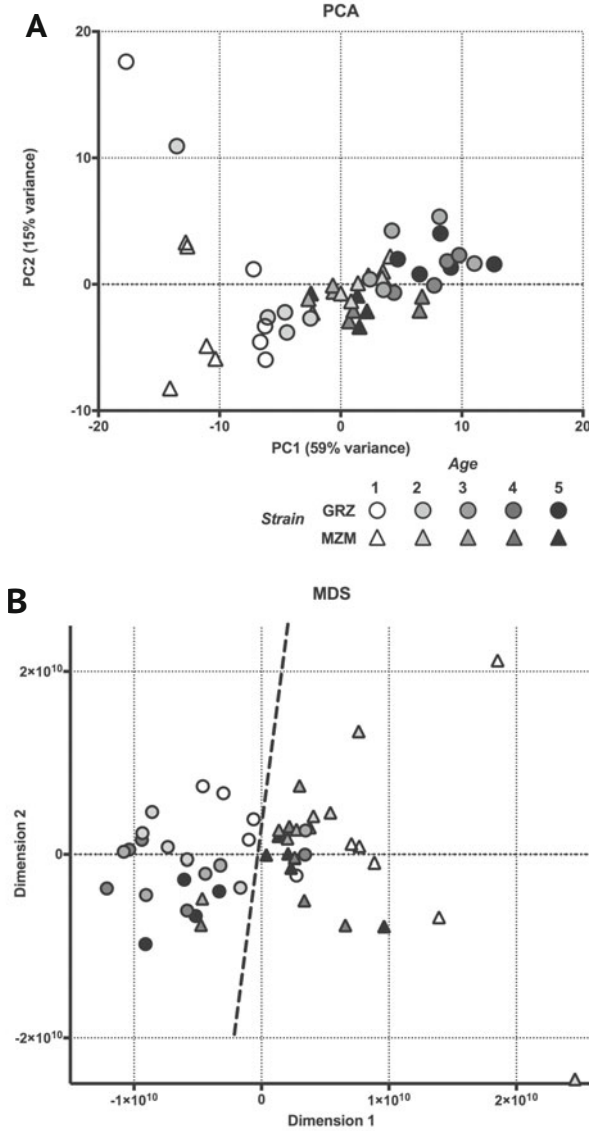 A
PCA
PC2 (15% variance)
20
10
0
-10
-20
-10
0
10
20
PC1 (59% variance)
Age
1 2 3 4 5
Strain
GRZ
MZM
B
MDS
Dimension 2
2×10¹⁰
0
-2×10¹⁰
-1×10¹⁰
0
1×10¹⁰
2×10¹⁰
Dimension 1